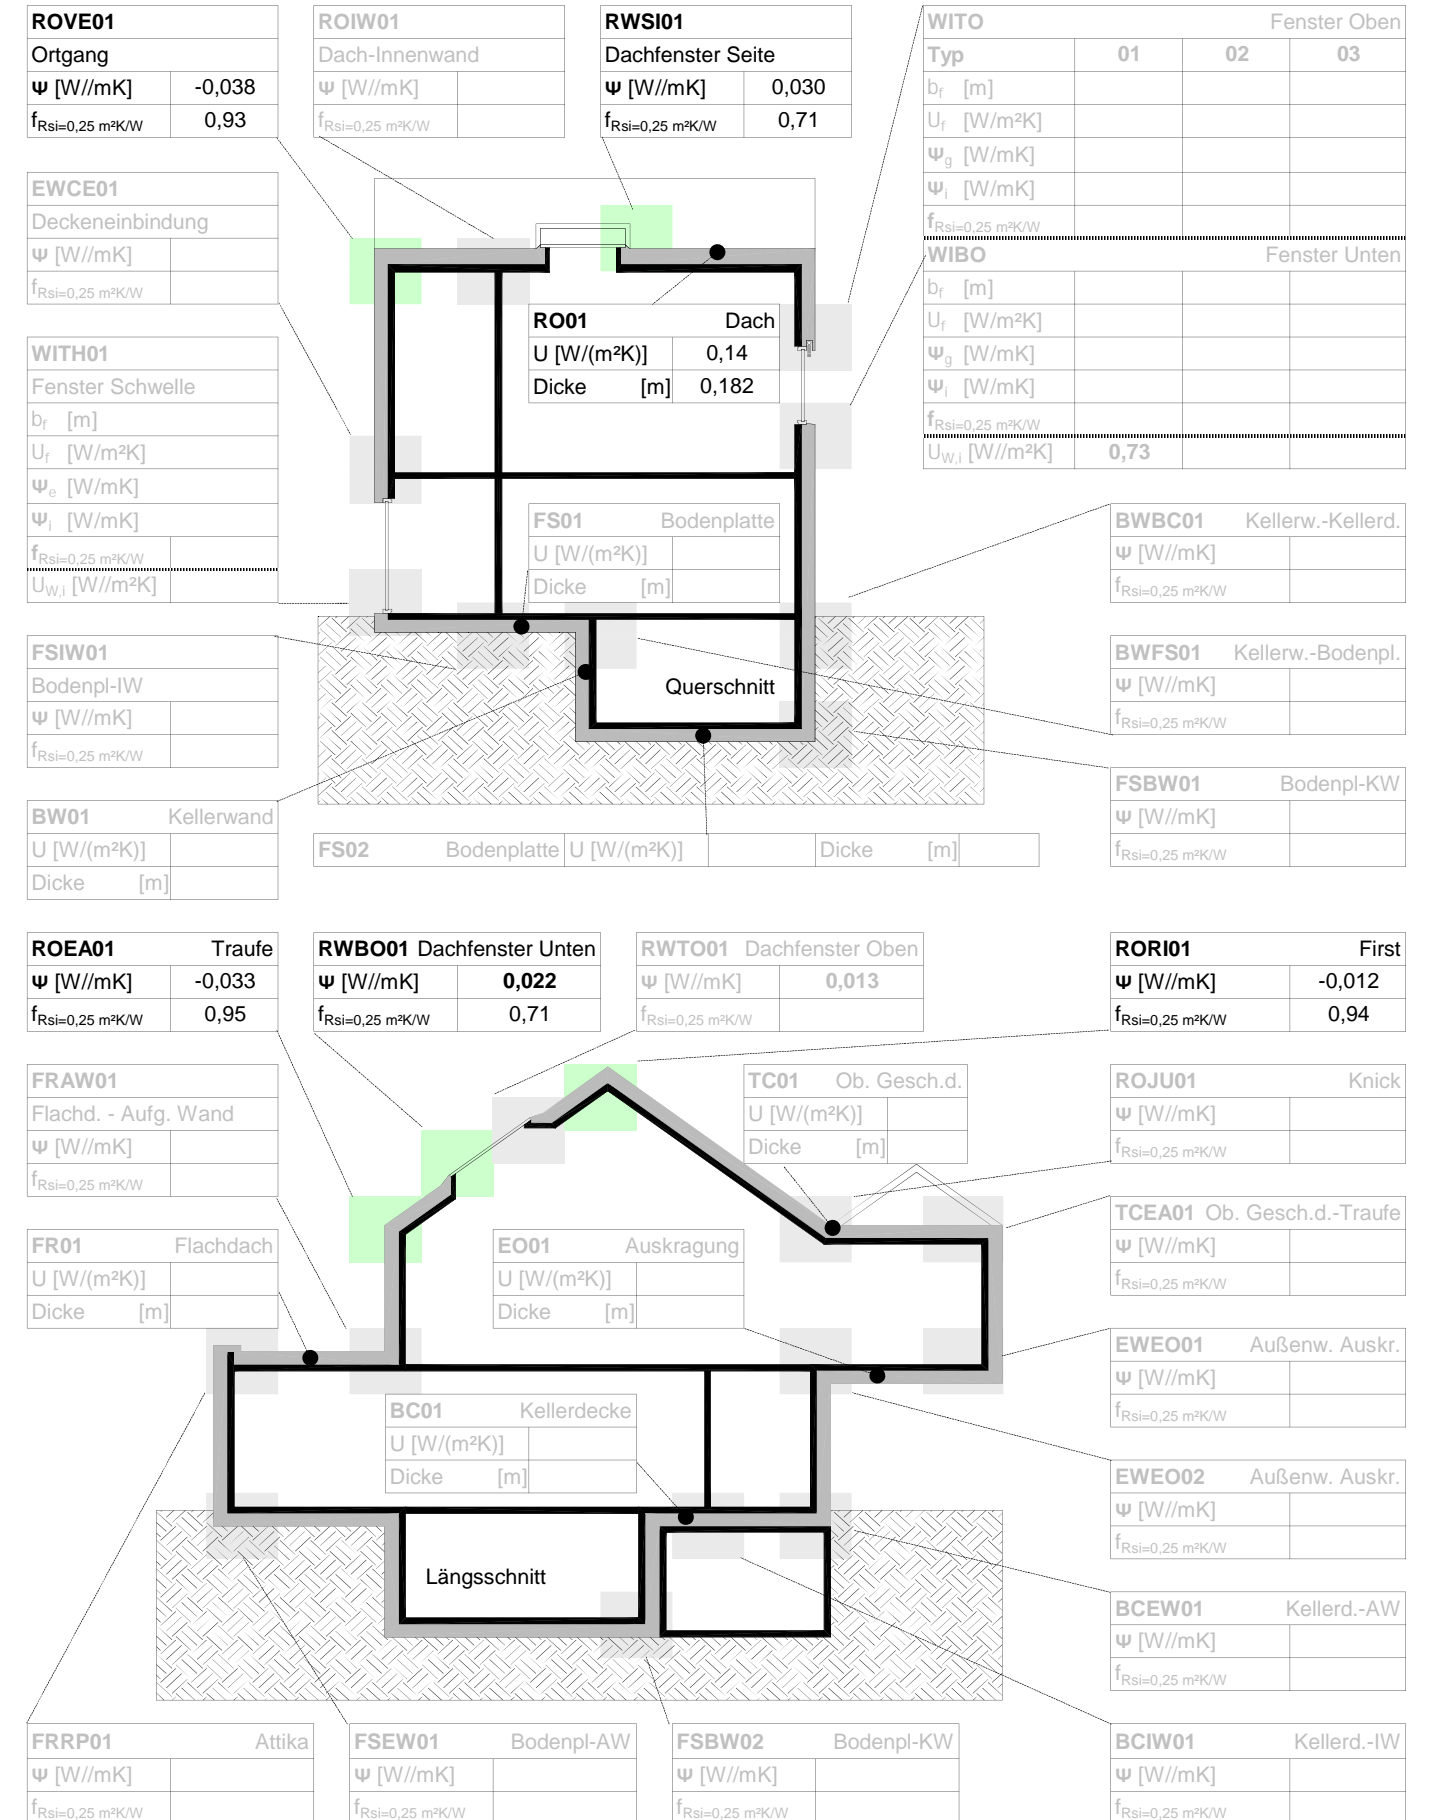 ROVE01
Ortgang
Ψ [W//mK] -0,038
fRsi=0,25 m²K/W 0,93
ROIW01
Dach-Innenwand
Ψ [W//mK]
fRsi=0,25 m²K/W
RWSI01
Dachfenster Seite
Ψ [W//mK] 0,030
fRsi=0,25 m²K/W 0,71
WITO Fenster Oben
Typ 01 02 03
bf [m]
Uf [W/m²K]
Ψg [W/mK]
Ψi [W/mK]
fRsi=0,25 m²K/W
WIBO Fenster Unten
bf [m]
Uf [W/m²K]
Ψg [W/mK]
Ψi [W/mK]
fRsi=0,25 m²K/W
UW,i [W//m²K] 0,73
EWCE01
Deckeneinbindung
Ψ [W//mK]
fRsi=0,25 m²K/W
RO01 Dach
U [W/(m²K)] 0,14
Dicke [m] 0,182
WITH01
Fenster Schwelle
bf [m]
Uf [W/m²K]
Ψe [W/mK]
Ψi [W/mK]
fRsi=0,25 m²K/W
UW,i [W//m²K]
FS01 Bodenplatte
U [W/(m²K)]
Dicke [m]
BWBC01 Kellerw.-Kellerd.
Ψ [W//mK]
fRsi=0,25 m²K/W
FSIW01
Bodenpl-IW
Ψ [W//mK]
fRsi=0,25 m²K/W
Querschnitt
BWFS01 Kellerw.-Bodenpl.
Ψ [W//mK]
fRsi=0,25 m²K/W
FSBW01 Bodenpl-KW
Ψ [W//mK]
fRsi=0,25 m²K/W
BW01 Kellerwand
U [W/(m²K)]
Dicke [m]
FS02 Bodenplatte U [W/(m²K)] Dicke [m]
ROEA01 Traufe
Ψ [W//mK] -0,033
fRsi=0,25 m²K/W 0,95
RWBO01 Dachfenster Unten
Ψ [W//mK] 0,022
fRsi=0,25 m²K/W 0,71
RWTO01 Dachfenster Oben
Ψ [W//mK] 0,013
fRsi=0,25 m²K/W
RORI01 First
Ψ [W//mK] -0,012
fRsi=0,25 m²K/W 0,94
FRAW01
Flachd. - Aufg. Wand
Ψ [W//mK]
fRsi=0,25 m²K/W
TC01 Ob. Gesch.d.
U [W/(m²K)]
Dicke [m]
ROJU01 Knick
Ψ [W//mK]
fRsi=0,25 m²K/W
TCEA01 Ob. Gesch.d.-Traufe
Ψ [W//mK]
fRsi=0,25 m²K/W
FR01 Flachdach
U [W/(m²K)]
Dicke [m]
EO01 Auskragung
U [W/(m²K)]
Dicke [m]
EWEO01 Außenw. Auskr.
Ψ [W//mK]
fRsi=0,25 m²K/W
BC01 Kellerdecke
U [W/(m²K)]
Dicke [m]
EWEO02 Außenw. Auskr.
Ψ [W//mK]
fRsi=0,25 m²K/W
Längsschnitt
BCEW01 Kellerd.-AW
Ψ [W//mK]
fRsi=0,25 m²K/W
FRRP01 Attika
Ψ [W//mK]
fRsi=0,25 m²K/W
FSEW01 Bodenpl-AW
Ψ [W//mK]
fRsi=0,25 m²K/W
FSBW02 Bodenpl-KW
Ψ [W//mK]
fRsi=0,25 m²K/W
BCIW01 Kellerd.-IW
Ψ [W//mK]
fRsi=0,25 m²K/W